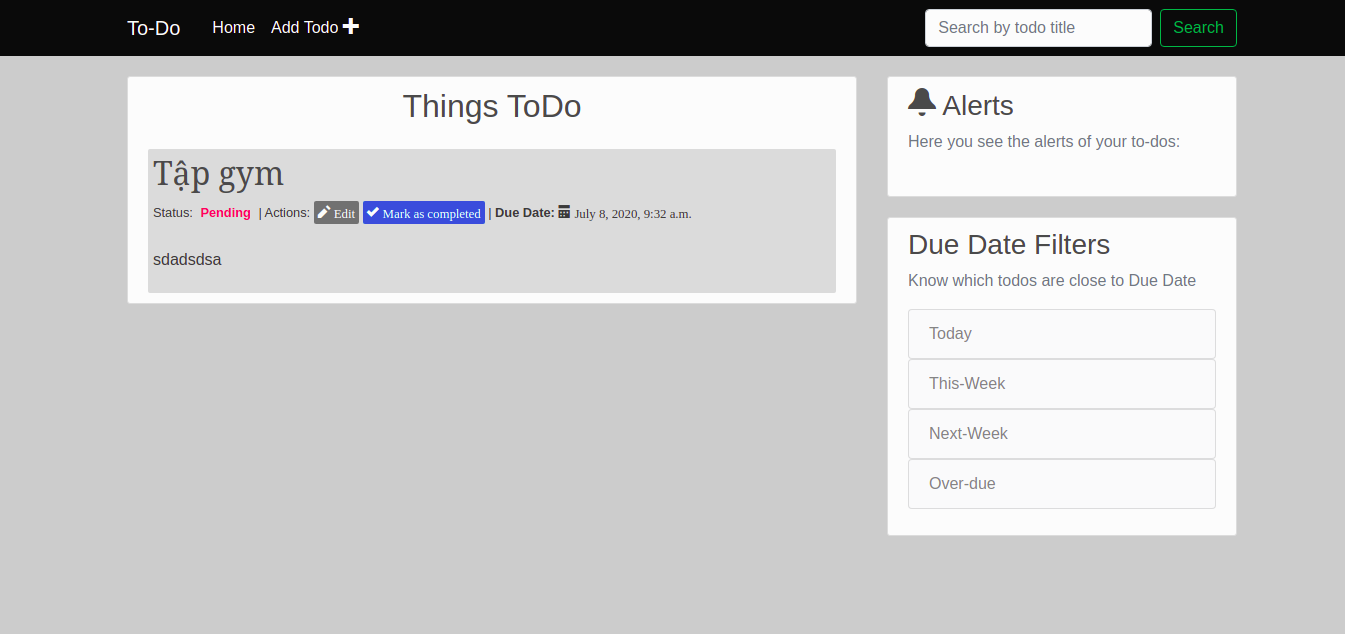 To-Do Home Add Todo Search by todo title Search
Things ToDo
Tập gym
Status: Pending | Actions: Edit Mark as completed | Due Date: July 8, 2020, 9:32 a.m.
sdadsdsa
Alerts
Here you see the alerts of your to-dos:
Due Date Filters
Know which todos are close to Due Date
Today
This-Week
Next-Week
Over-due